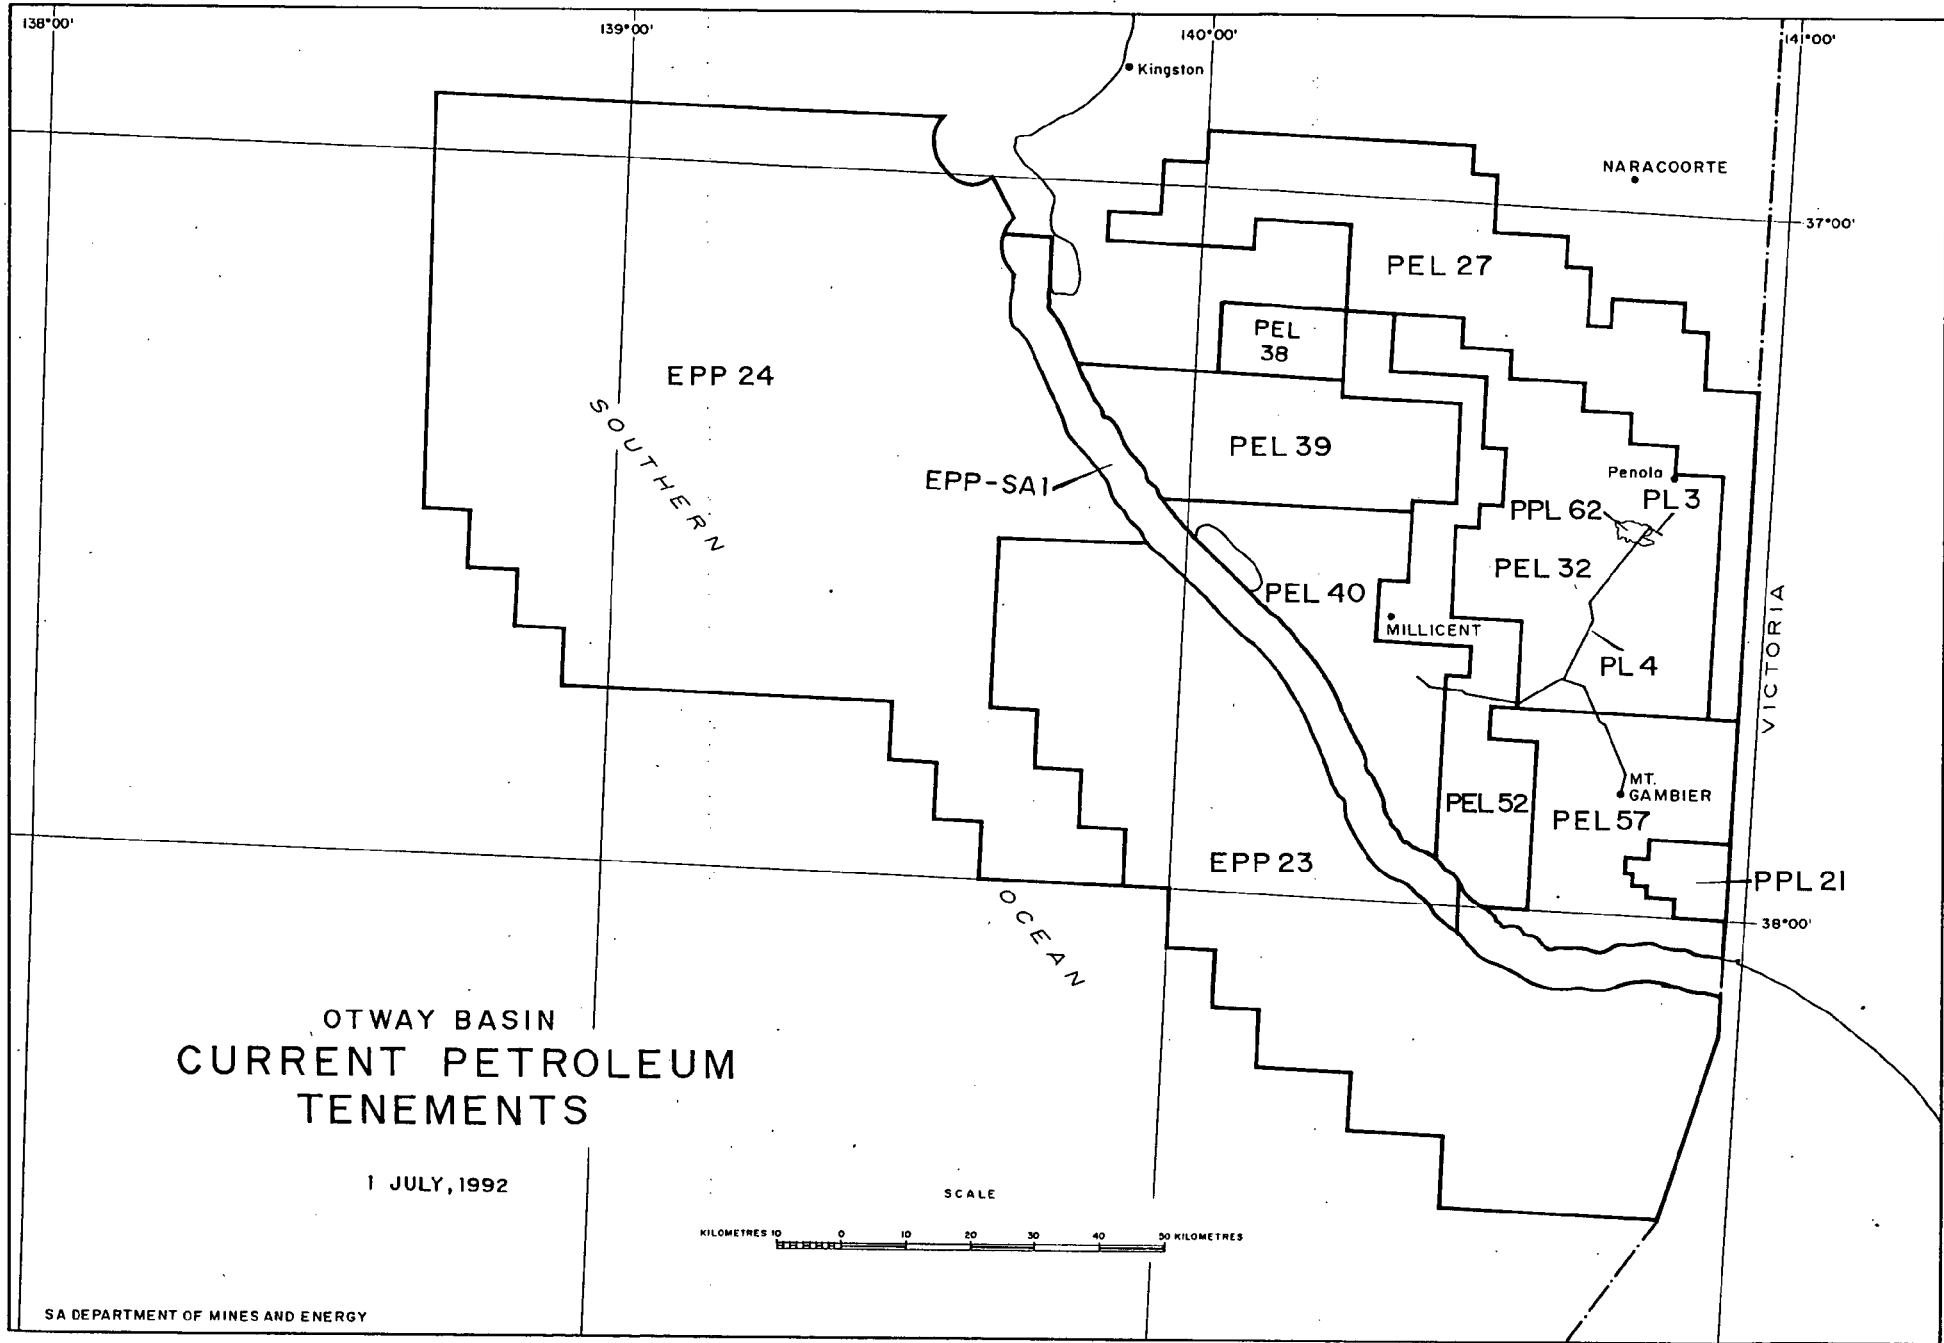 138°00'
139°00'
140°00'
141°00'
Kingston
NARACOORTE
37°00'
PEL 27
PEL
38
EPP 24
SOUTHERN
PEL 39
EPP-SA1
Penola
PL 3
PPL 62
PEL 32
PEL 40
MILLICENT
PL 4
VICTORIA
MT.
GAMBIER
PEL 52
PEL 57
EPP 23
PPL 21
OCEAN
38°00'
OTWAY BASIN
CURRENT PETROLEUM
TENEMENTS
1 JULY, 1992
SCALE
KILOMETRES 10 0 10 20 30 40 50 KILOMETRES
SA DEPARTMENT OF MINES AND ENERGY